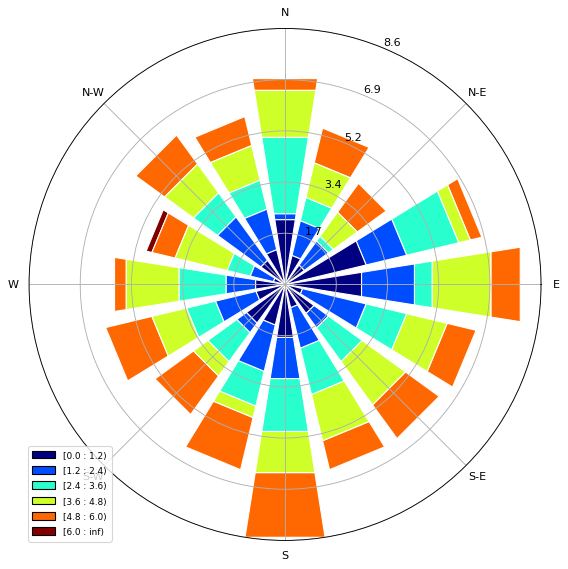 N
8.6
N-W
N-E
6.9
5.2
3.4
1.7
W
E
[0.0 : 1.2)
[1.2 : 2.4)
[2.4 : 3.6)
[3.6 : 4.8)
[4.8 : 6.0)
[6.0 : inf)
S-W
S-E
S